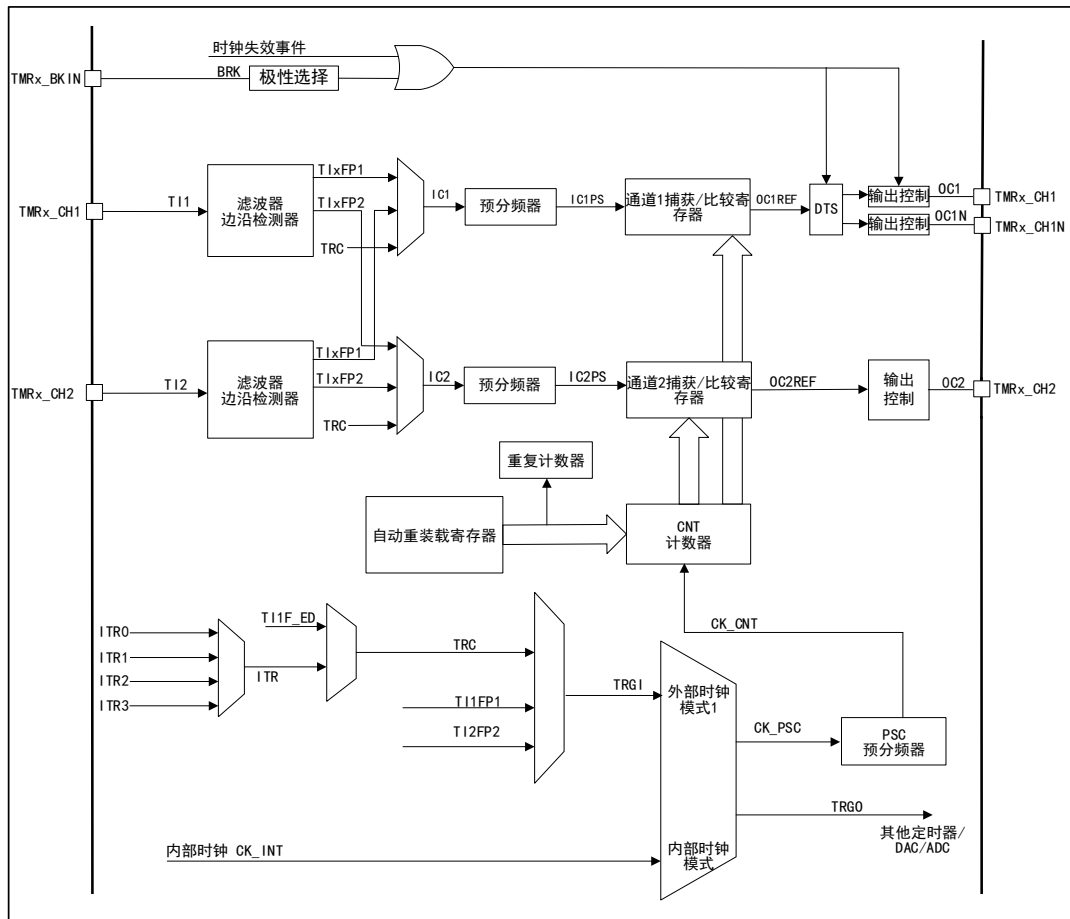 时钟失效事件
TMRx_BKIN
BRK
极性选择
TMRx_CH1
TI1
滤波器
边沿检测器
TIxFP1
TIxFP2
TRC
IC1
预分频器
IC1PS
通道1捕获/比较寄
存器
OC1REF
DTS
输出控制
OC1
TMRx_CH1
输出控制
OC1N
TMRx_CH1N
TMRx_CH2
TI2
滤波器
边沿检测器
TIxFP1
TIxFP2
TRC
IC2
预分频器
IC2PS
通道2捕获/比较寄
存器
OC2REF
输出
控制
OC2
TMRx_CH2
重复计数器
自动重装载寄存器
CNT
计数器
CK_CNT
ITR0
ITR1
ITR2
ITR3
ITR
TI1F_ED
TRC
TI1FP1
TI2FP2
TRGI
外部时钟
模式1
CK_PSC
PSC
预分频器
TRGO
其他定时器/
DAC/ADC
内部时钟 CK_INT
内部时钟
模式